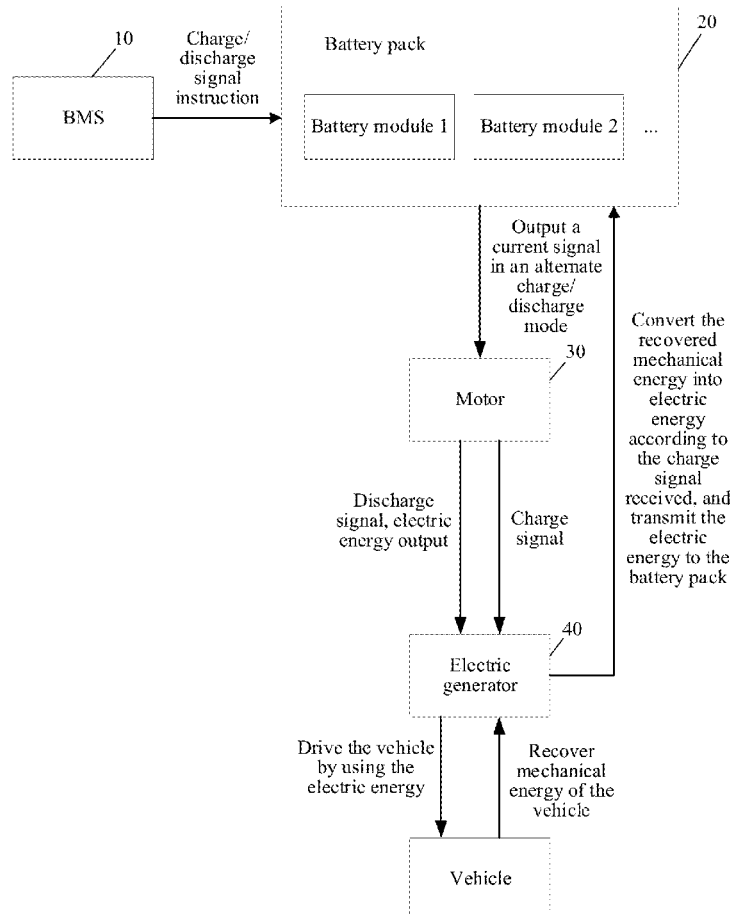 10
Charge/
discharge
signal
instruction
BMS
20
Battery pack
Battery module 1
Battery module 2
...
Output a
current signal
in an alternate
charge/
discharge
mode
30
Motor
Convert the
recovered
mechanical
energy into
electric
energy
according to
the charge
signal
received, and
transmit the
electric
energy to the
battery pack
Discharge
signal, electric
energy output
Charge
signal
40
Electric
generator
Drive the vehicle
by using the
electric energy
Recover
mechanical
energy of the
vehicle
Vehicle